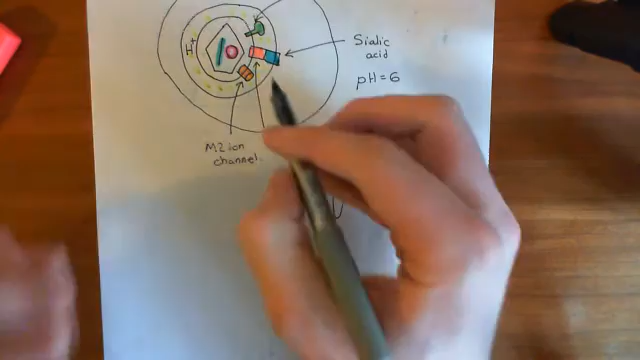 H+
Sialic
acid
pH = 6
M2 ion
channel